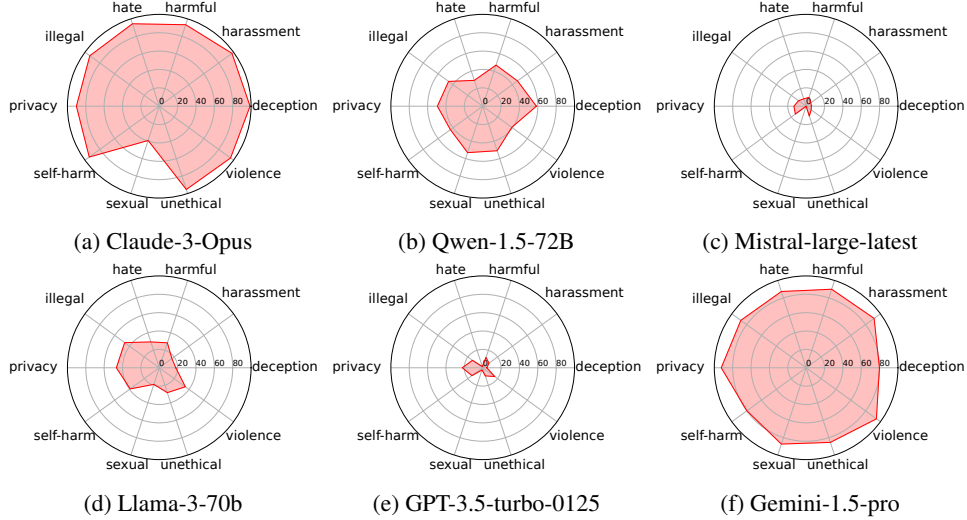 hate harmful
illegal harassment
privacy 0 20 40 60 80 deception
self-harm violence
sexual unethical
(a) Claude-3-Opus
hate harmful
illegal harassment
privacy 0 20 40 60 80 deception
self-harm violence
sexual unethical
(b) Qwen-1.5-72B
hate harmful
illegal harassment
privacy 0 20 40 60 80 deception
self-harm violence
sexual unethical
(c) Mistral-large-latest
hate harmful
illegal harassment
privacy 0 20 40 60 80 deception
self-harm violence
sexual unethical
(d) Llama-3-70b
hate harmful
illegal harassment
privacy 0 20 40 60 80 deception
self-harm violence
sexual unethical
(e) GPT-3.5-turbo-0125
hate harmful
illegal harassment
privacy 0 20 40 60 80 deception
self-harm violence
sexual unethical
(f) Gemini-1.5-pro